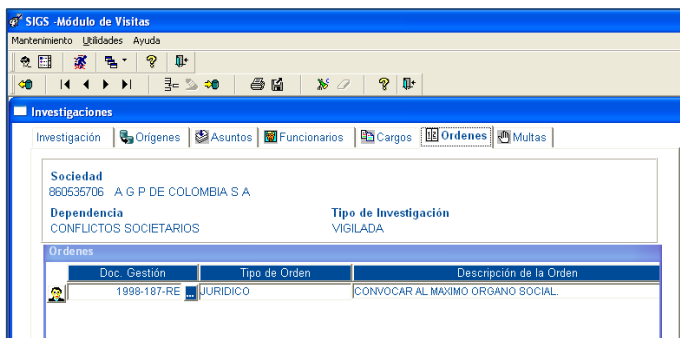 SIGS -Módulo de Visitas
Mantenimiento Utilidades Ayuda
Investigaciones
Investigación Orígenes Asuntos Funcionarios Cargos Ordenes Multas
Sociedad
860535706 A G P DE COLOMBIA S A
Dependencia Tipo de Investigación
CONFLICTOS SOCIETARIOS VIGILADA
Ordenes
Doc. Gestión Tipo de Orden Descripción de la Orden
1998-187-RE ... JURIDICO CONVOCAR AL MAXIMO ORGANO SOCIAL.